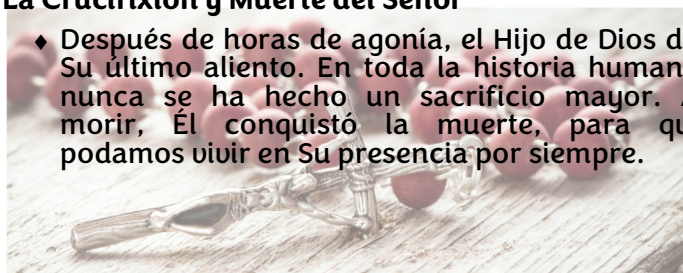 La Crucifixión y Muerte del Señor
Después de horas de agonía, el Hijo de Dios d
Su último aliento. En toda la historia human
nunca se ha hecho un sacrificio mayor. A
morir, Él conquistó la muerte, para qu
podamos vivir en Su presencia por siempre.